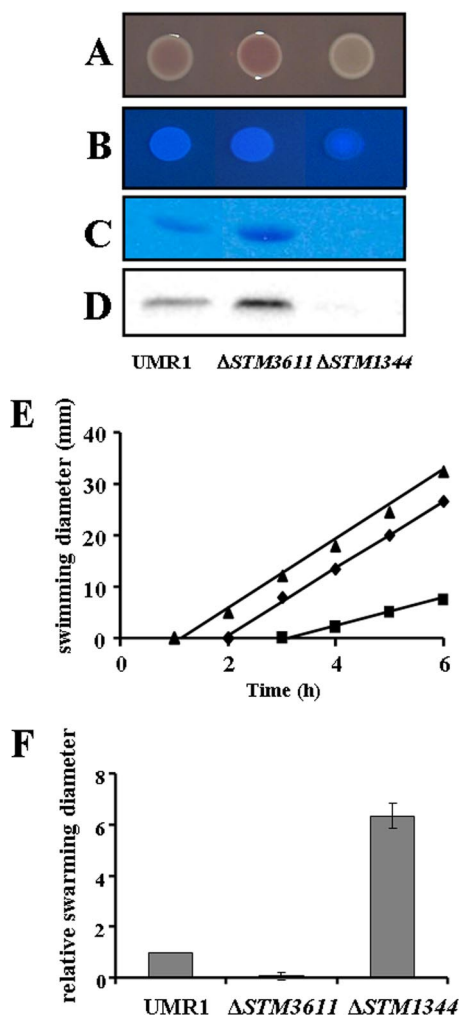 A
B
C
D
UMR1 ΔSTM3611 ΔSTM1344
E
swimming diameter (mm)
40
30
20
10
0
0 2 4 6
Time (h)
F
relative swarming diameter
8
6
4
2
0
UMR1 ΔSTM3611 ΔSTM1344